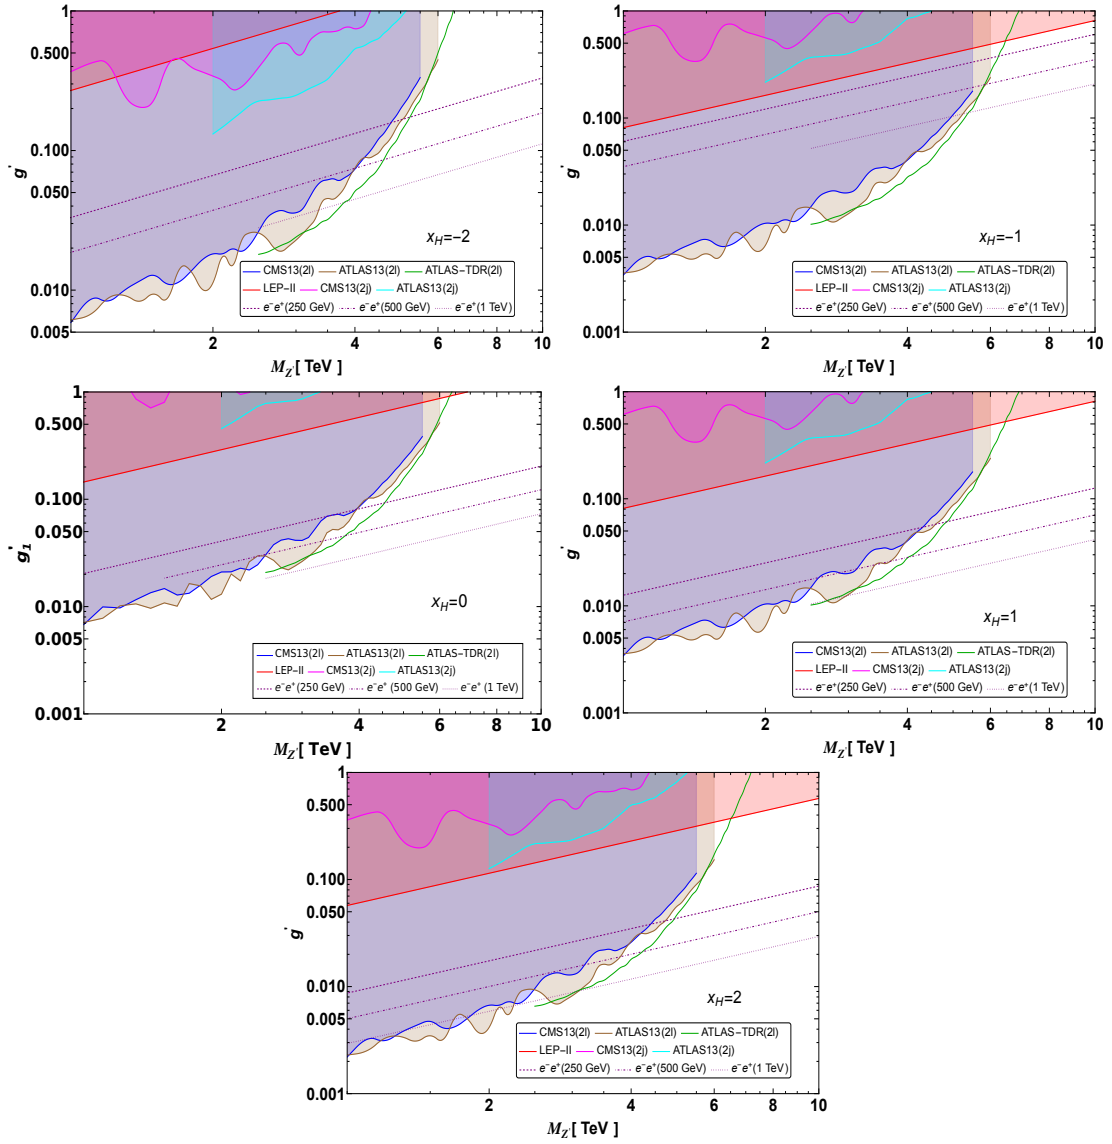 1
0.500
0.100
0.050
0.010
0.005
g'
x_H=−2
CMS13(2l) ATLAS13(2l) ATLAS−TDR(2l)
LEP−II CMS13(2j) ATLAS13(2j)
e⁻e⁺(250 GeV) e⁻e⁺(500 GeV) e⁻e⁺(1 TeV)
2 4 6 8 10
M_Z'[ TeV ]
1
0.500
0.100
0.050
0.010
0.005
0.001
g'
x_H=−1
CMS13(2l) ATLAS13(2l) ATLAS−TDR(2l)
LEP−II CMS13(2j) ATLAS13(2j)
e⁻e⁺(250 GeV) e⁻e⁺(500 GeV) e⁻e⁺(1 TeV)
2 4 6 8 10
M_Z'[ TeV ]
1
0.500
0.100
0.050
0.010
0.005
0.001
g'_1
x_H=0
CMS13(2l) ATLAS13(2l) ATLAS−TDR(2l)
LEP−II CMS13(2j) ATLAS13(2j)
e⁻e⁺(250 GeV) e⁻e⁺ (500 GeV) e⁻e⁺ (1 TeV)
2 4 6 8 10
M_Z'[ TeV ]
1
0.500
0.100
0.050
0.010
0.005
0.001
g'
x_H=1
CMS13(2l) ATLAS13(2l) ATLAS−TDR(2l)
LEP−II CMS13(2j) ATLAS13(2j)
e⁻e⁺(250 GeV) e⁻e⁺(500 GeV) e⁻e⁺(1 TeV)
2 4 6 8 10
M_Z'[ TeV ]
1
0.500
0.100
0.050
0.010
0.005
0.001
g'
x_H=2
CMS13(2l) ATLAS13(2l) ATLAS−TDR(2l)
LEP−II CMS13(2j) ATLAS13(2j)
e⁻e⁺(250 GeV) e⁻e⁺(500 GeV) e⁻e⁺(1 TeV)
2 4 6 8 10
M_Z'[ TeV ]